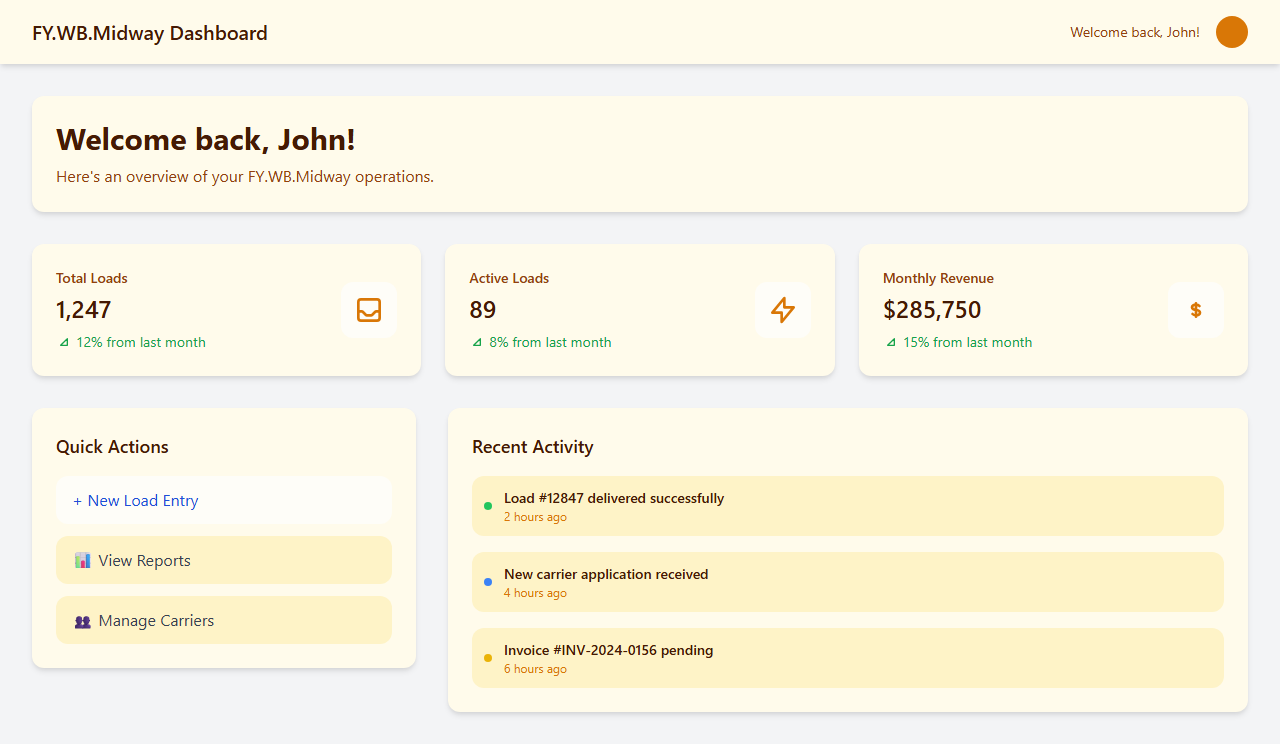 FY.WB.Midway Dashboard
Welcome back, John!
Welcome back, John!
Here's an overview of your FY.WB.Midway operations.
Total Loads
1,247
⊿ 12% from last month
Active Loads
89
⊿ 8% from last month
Monthly Revenue
$285,750
⊿ 15% from last month
$
Quick Actions
+ New Load Entry
📊 View Reports
👥 Manage Carriers
Recent Activity
Load #12847 delivered successfully
2 hours ago
New carrier application received
4 hours ago
Invoice #INV-2024-0156 pending
6 hours ago